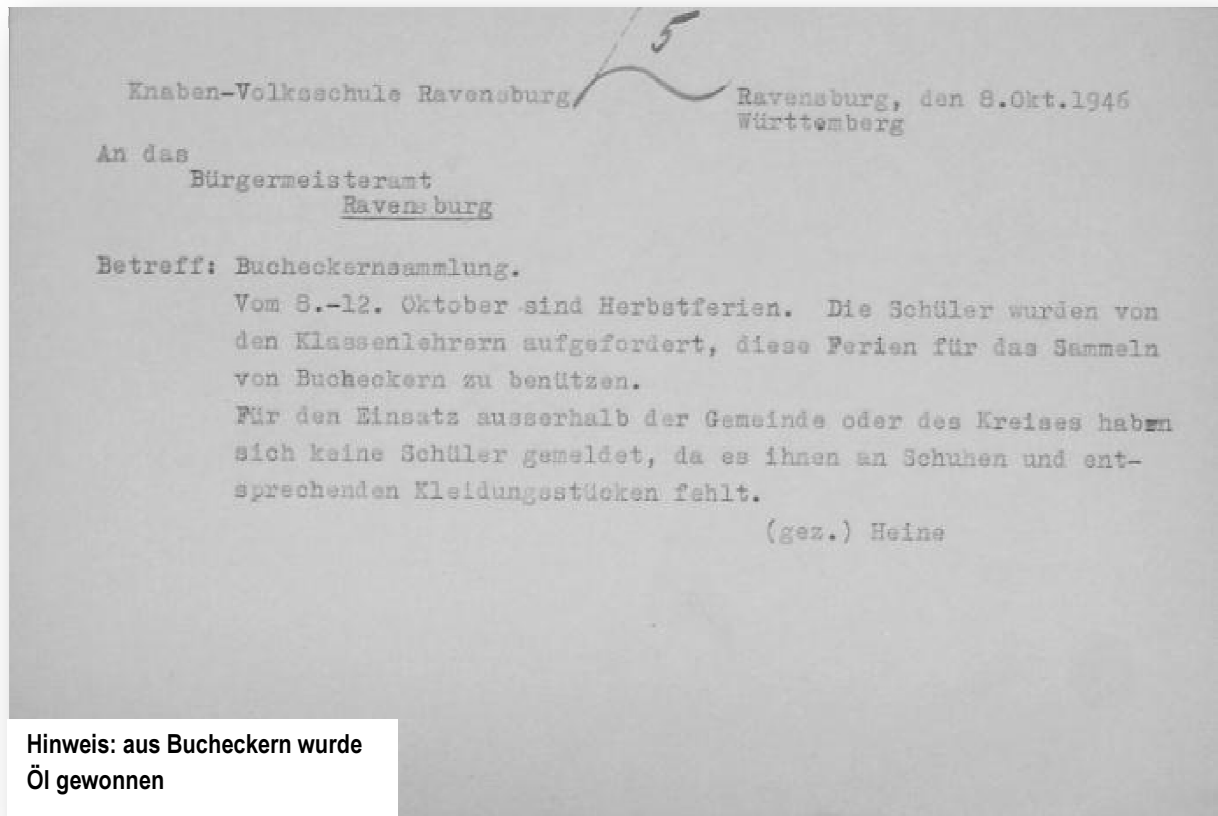 5
Knaben-Volksschule Ravensburg
Ravensburg, den 8.Okt.1946
Württemberg
An das
Bürgermeisteramt
Ravensburg
Betreff: Bucheckernsammlung.
Vom 8.-12. Oktober sind Herbstferien. Die Schüler wurden von
den Klassenlehrern aufgefordert, diese Ferien für das Sammeln
von Bucheckern zu benützen.
Für den Einsatz ausserhalb der Gemeinde oder des Kreises haben
sich keine Schüler gemeldet, da es ihnen an Schuhen und ent-
sprechenden Kleidungsstücken fehlt.
(gez.) Heine
Hinweis: aus Bucheckern wurde
Öl gewonnen